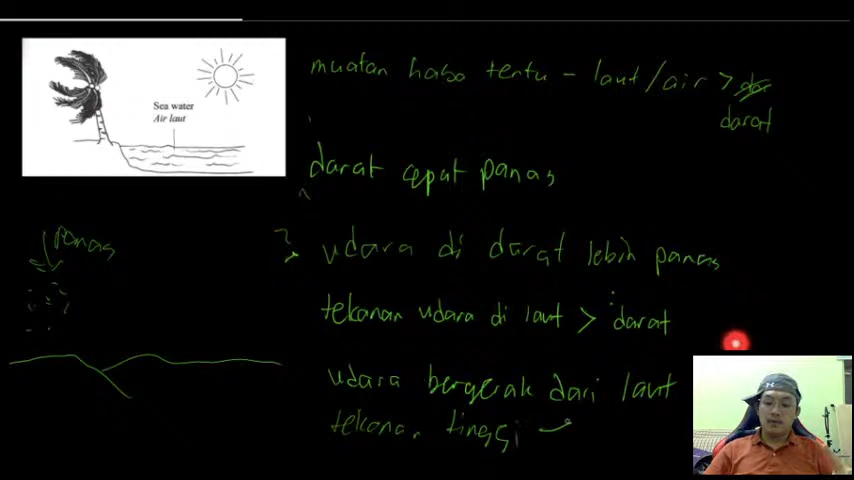 Sea water
Air laut
muatan haba tentu - laut/air > dar
darat
darat cepat panas
panas
udara di darat lebih panas
tekanan udara di laut > darat
udara bergerak dari laut
tekanan tinggi